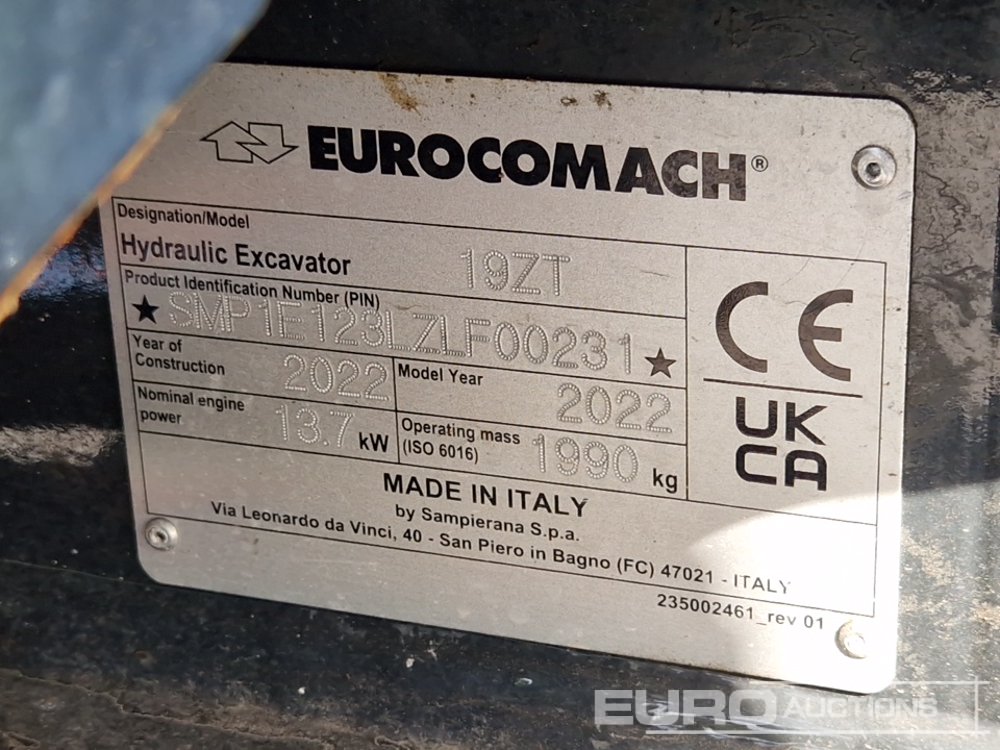 EUROCOMACH®
Designation/Model
Hydraulic Excavator 19ZT
Product Identification Number (PIN)
★ SMP1E123LZLF00231 ★
Year of Construction 2022 Model Year 2022
Nominal engine power 13.7 kW Operating mass (ISO 6016) 1990 kg
CE
UK
CA
MADE IN ITALY
by Sampierana S.p.a.
Via Leonardo da Vinci, 40 - San Piero in Bagno (FC) 47021 - ITALY
235002461_rev 01
EURO AUCTIONS